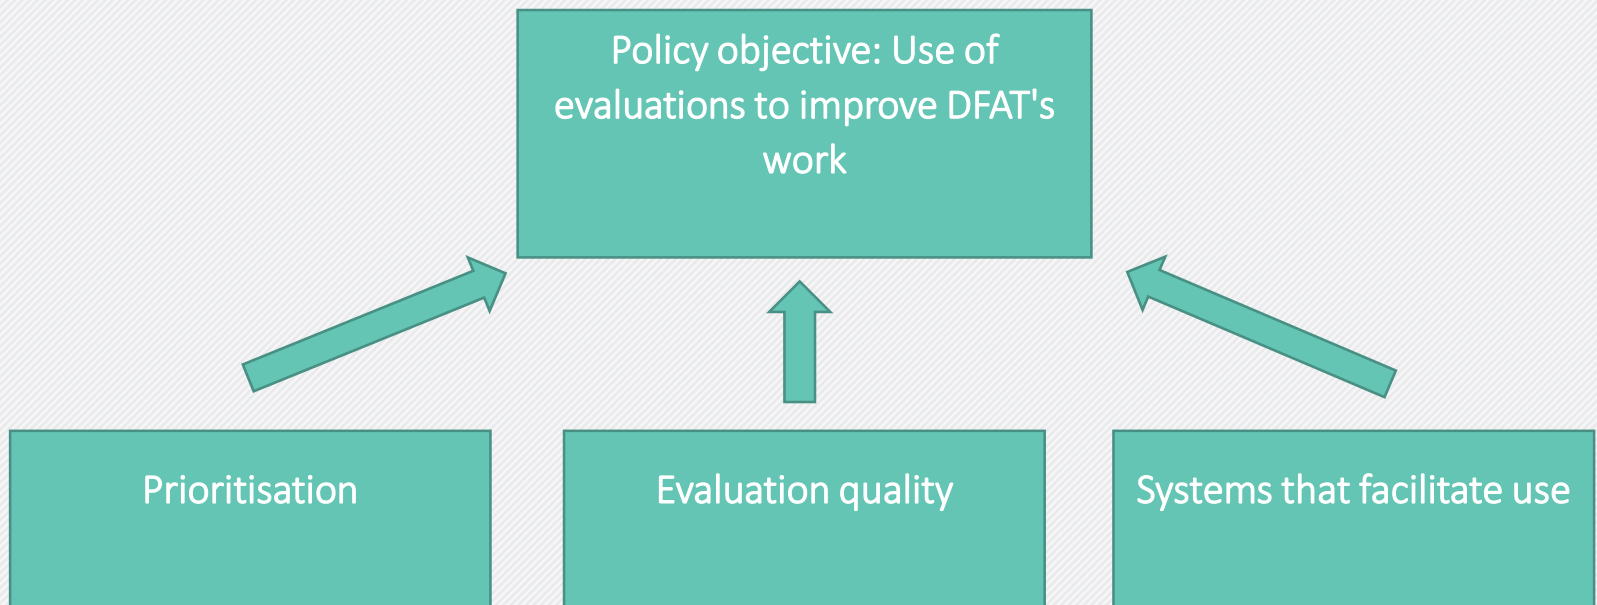 Policy objective: Use of
evaluations to improve DFAT's
work
Prioritisation
Evaluation quality
Systems that facilitate use